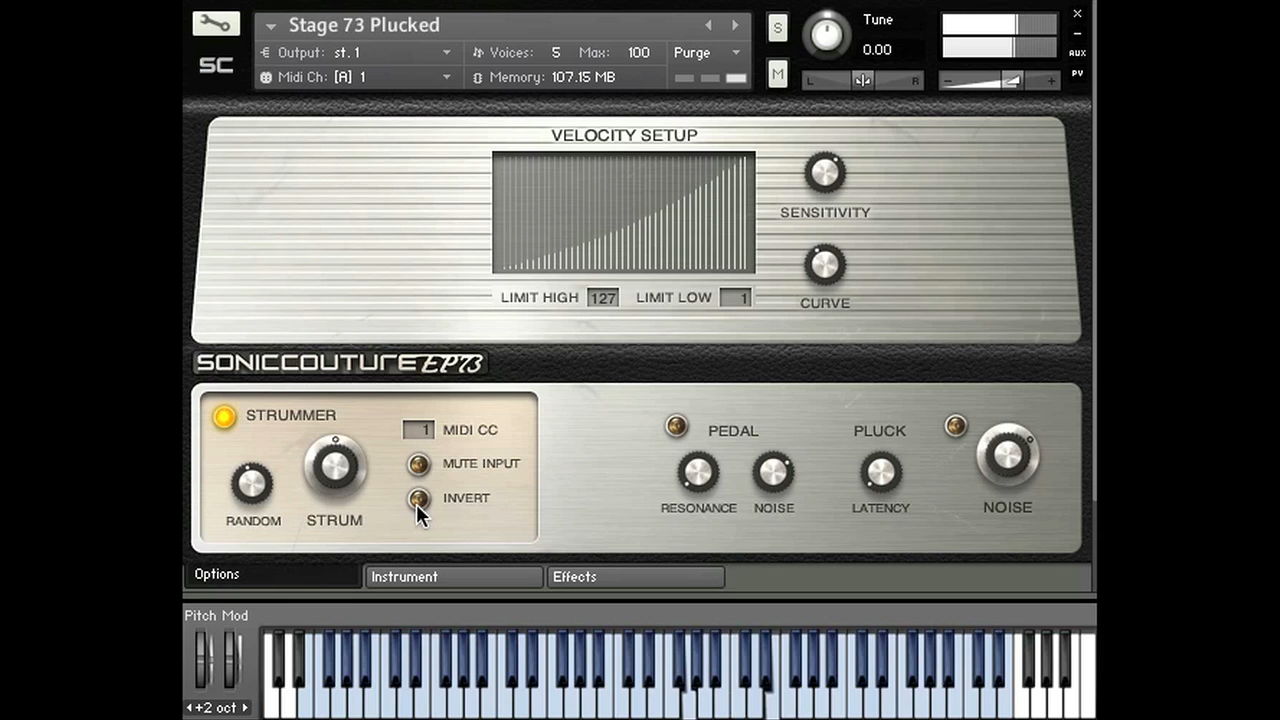 Stage 73 Plucked
S
Tune
0.00
X
AUX
PV
SC
Output: st.1
Voices: 5 Max: 100
Purge
Midi Ch: [A] 1
Memory: 107.15 MB
M
L R
- +
VELOCITY SETUP
SENSITIVITY
CURVE
LIMIT HIGH 127 LIMIT LOW 1
SONICCOUTURE EP73
STRUMMER
1 MIDI CC
MUTE INPUT
INVERT
RANDOM
STRUM
PEDAL
RESONANCE
NOISE
PLUCK
LATENCY
NOISE
Options
Instrument
Effects
Pitch Mod
+2 oct